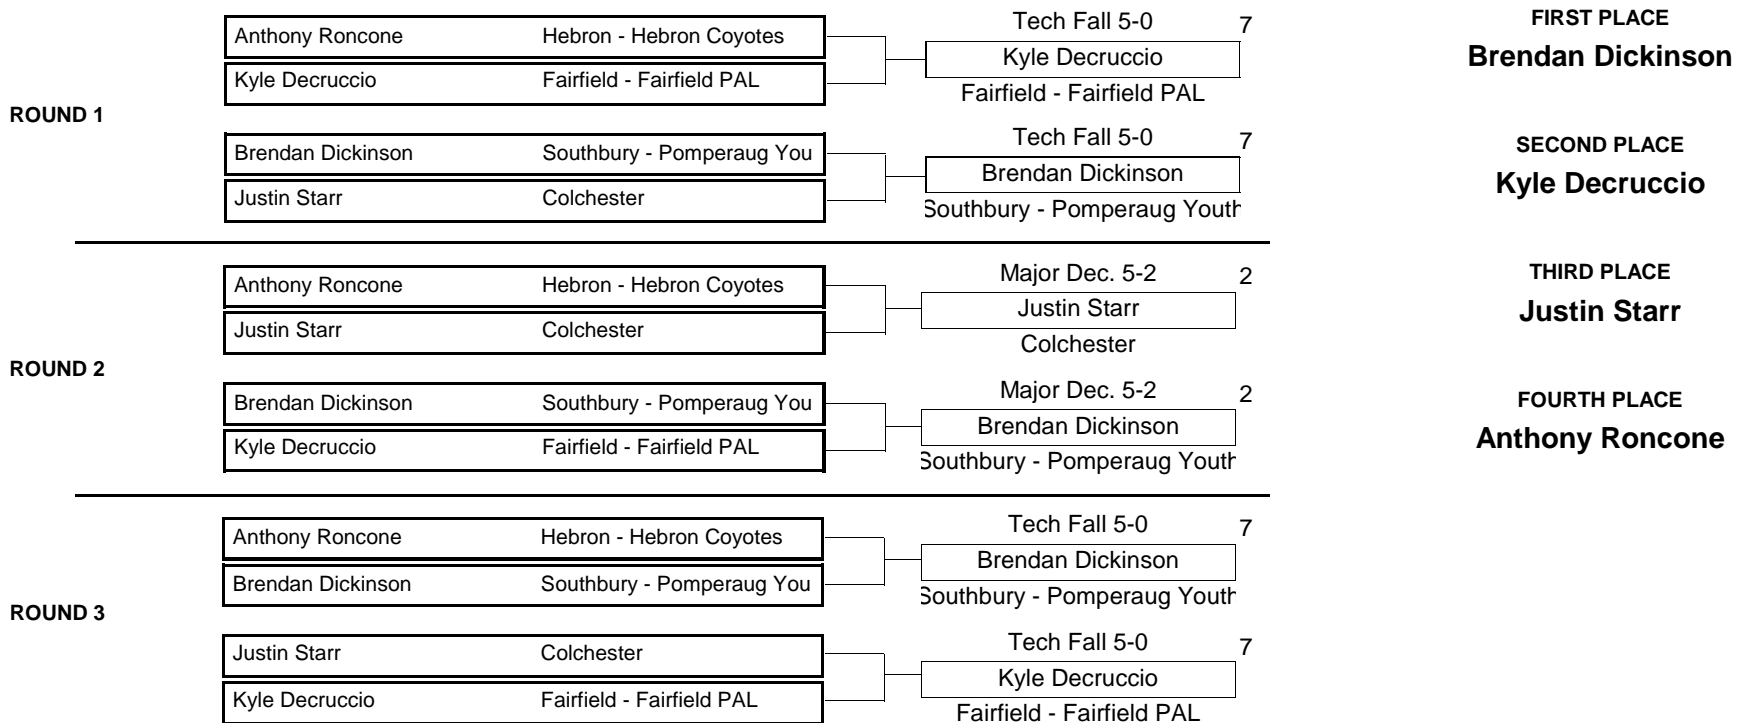 Tech Fall 5-0 7
Anthony Roncone Hebron - Hebron Coyotes
Kyle Decruccio
Kyle Decruccio Fairfield - Fairfield PAL
Fairfield - Fairfield PAL
ROUND 1
Tech Fall 5-0 7
Brendan Dickinson Southbury - Pomperaug You
Brendan Dickinson
Justin Starr Colchester
Southbury - Pomperaug Youth
Major Dec. 5-2 2
Anthony Roncone Hebron - Hebron Coyotes
Justin Starr
Justin Starr Colchester
Colchester
ROUND 2
Major Dec. 5-2 2
Brendan Dickinson Southbury - Pomperaug You
Brendan Dickinson
Kyle Decruccio Fairfield - Fairfield PAL
Southbury - Pomperaug Youth
Tech Fall 5-0 7
Anthony Roncone Hebron - Hebron Coyotes
Brendan Dickinson
Brendan Dickinson Southbury - Pomperaug You
Southbury - Pomperaug Youth
ROUND 3
Tech Fall 5-0 7
Justin Starr Colchester
Kyle Decruccio
Kyle Decruccio Fairfield - Fairfield PAL
Fairfield - Fairfield PAL
FIRST PLACE
Brendan Dickinson
SECOND PLACE
Kyle Decruccio
THIRD PLACE
Justin Starr
FOURTH PLACE
Anthony Roncone